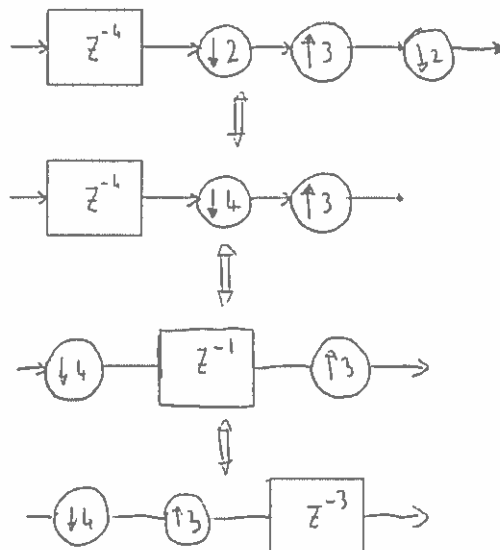 z⁻⁴ ↓2 ↑3 ↓2
z⁻⁴ ↓4 ↑3
↓4 z⁻¹ ↑3
↓4 ↑3 z⁻³